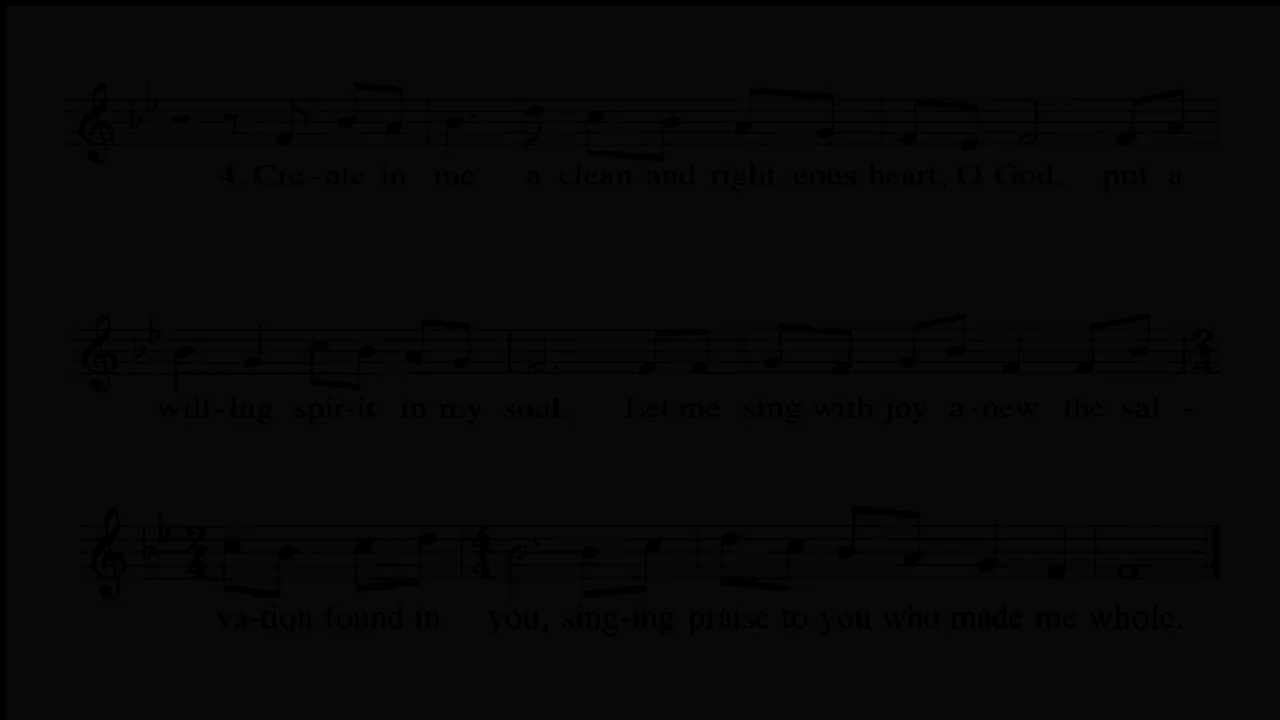 4. Cre-ate in me a clean and right-eous heart, O God, put a
will-ing spir-it in my soul. Let me sing with joy a-new the sal -
va-tion found in you, sing-ing praise to you who made me whole.